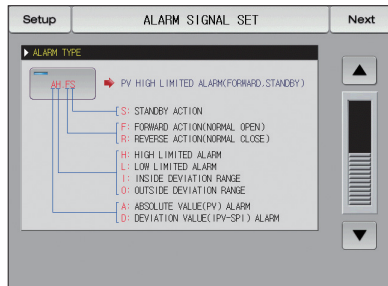 Setup
ALARM SIGNAL SET
Next
ALARM TYPE
AH.FS
PV HIGH LIMITED ALARM(FORWARD,STANDBY)
S: STANDBY ACTION
F: FORWARD ACTION(NORMAL OPEN)
R: REVERSE ACTION(NORMAL CLOSE)
H: HIGH LIMITED ALARM
L: LOW LIMITED ALARM
I: INSIDE DEVIATION RANGE
O: OUTSIDE DEVIATION RANGE
A: ABSOLUTE VALUE(PV) ALARM
D: DEVIATION VALUE(IPV-SPI) ALARM